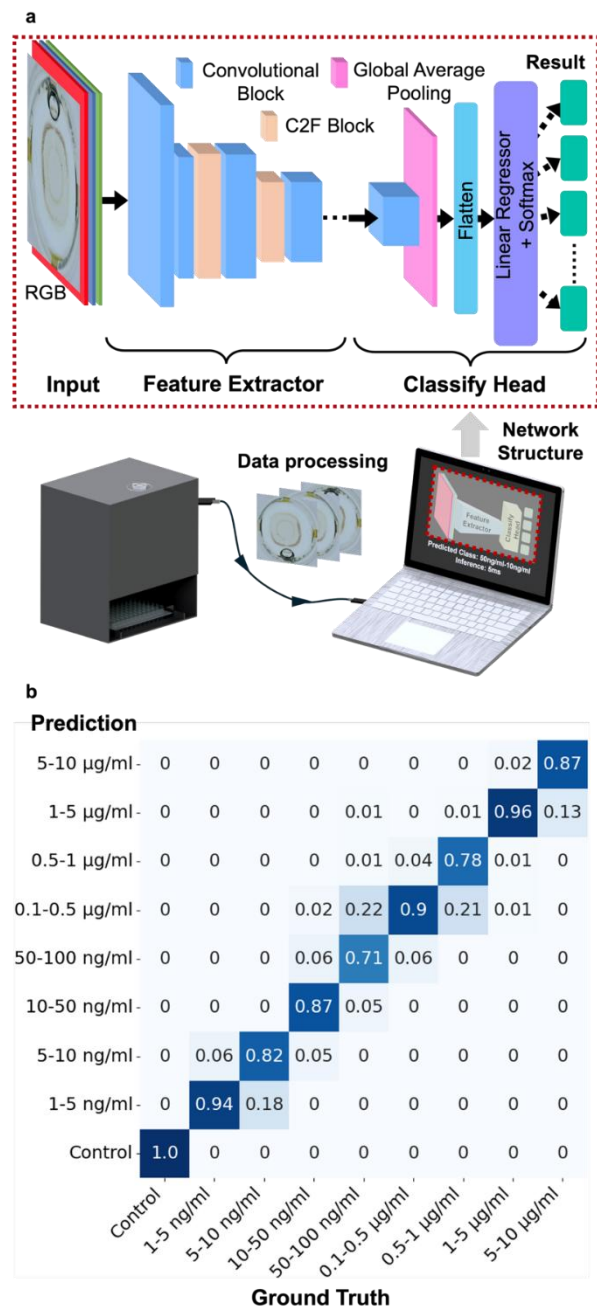 a
Convolutional
Block
Global Average
Pooling
C2F Block
Result
RGB
Flatten
Linear Regressor
+ Softmax
Input
Feature Extractor
Classify Head
Network
Structure
Data processing
Feature
Extractor
Classify
Head
Predicted Class: 50ng/ml-10ng/ml
Inference: 5ms
b
Prediction
5-10 µg/ml 0 0 0 0 0 0 0 0.02 0.87
1-5 µg/ml 0 0 0 0 0.01 0 0.01 0.96 0.13
0.5-1 µg/ml 0 0 0 0 0.01 0.04 0.78 0.01 0
0.1-0.5 µg/ml 0 0 0 0.02 0.22 0.9 0.21 0.01 0
50-100 ng/ml 0 0 0 0.06 0.71 0.06 0 0 0
10-50 ng/ml 0 0 0 0.87 0.05 0 0 0 0
5-10 ng/ml 0 0.06 0.82 0.05 0 0 0 0 0
1-5 ng/ml 0 0.94 0.18 0 0 0 0 0 0
Control 1.0 0 0 0 0 0 0 0 0
Control
1-5 ng/ml
5-10 ng/ml
10-50 ng/ml
50-100 ng/ml
0.1-0.5 µg/ml
0.5-1 µg/ml
1-5 µg/ml
5-10 µg/ml
Ground Truth